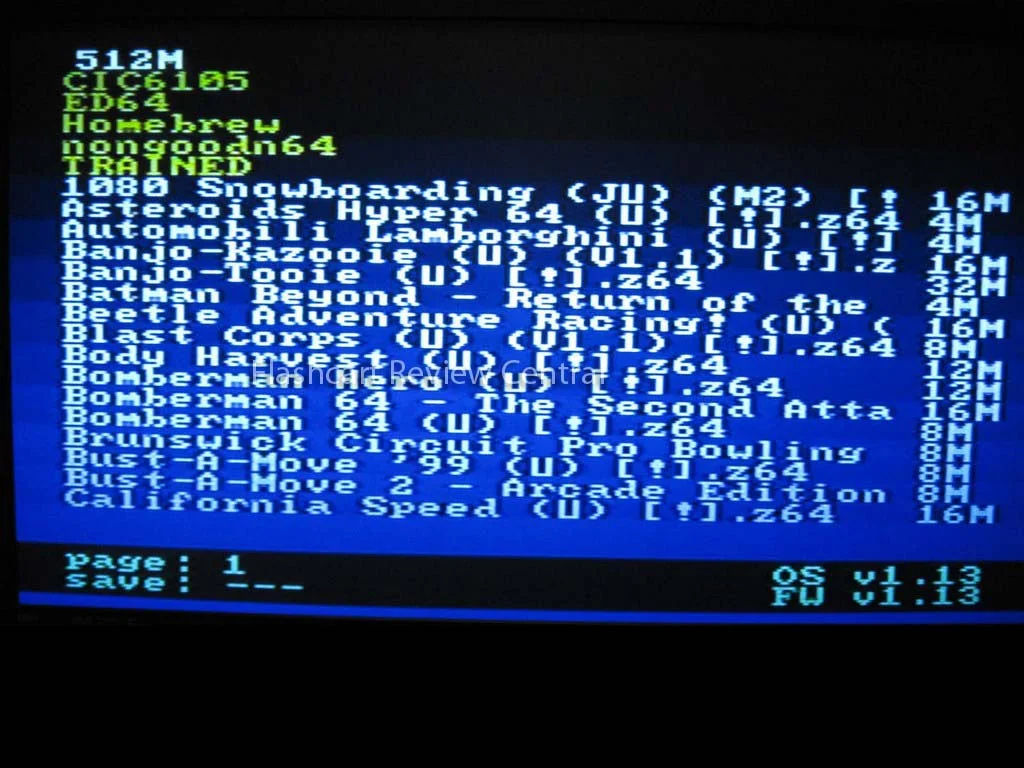 512M
CIC6105
ED64
Homebrew
nongoodn64
TRAINED
1080 Snowboarding (JU) (M2) [! 16M
Asteroids Hyper 64 (U) [!].z64 4M
Automobili Lamborghini (U) [!] 4M
Banjo-Kazooie (U) (V1.1) [!].z 16M
Banjo-Tooie (U) [!].z64 32M
Batman Beyond - Return of the 4M
Beetle Adventure Racing! (U) ( 16M
Blast Corps (U) (V1.1) [!].z64 8M
Body Harvest (U) [!].z64 12M
Bomberman Hero (U) [!].z64 12M
Bomberman 64 - The Second Atta 16M
Bomberman 64 (U) [!].z64 8M
Brunswick Circuit Pro Bowling 8M
Bust-A-Move '99 (U) [!].z64 8M
Bust-A-Move 2 - Arcade Edition 8M
California Speed (U) [!].z64 16M
Flashcart Review Central
page: 1
save: ---
OS v1.13
FW v1.13